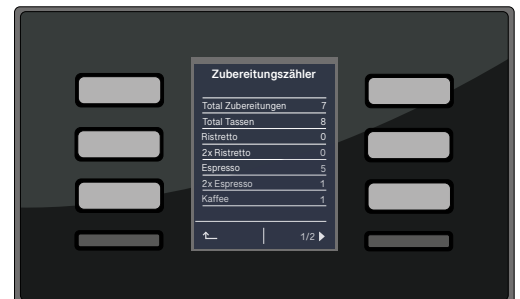 Zubereitungszähler
Total Zubereitungen 7
Total Tassen 8
Ristretto 0
2x Ristretto 0
Espresso 5
2x Espresso 1
Kaffee 1
1/2